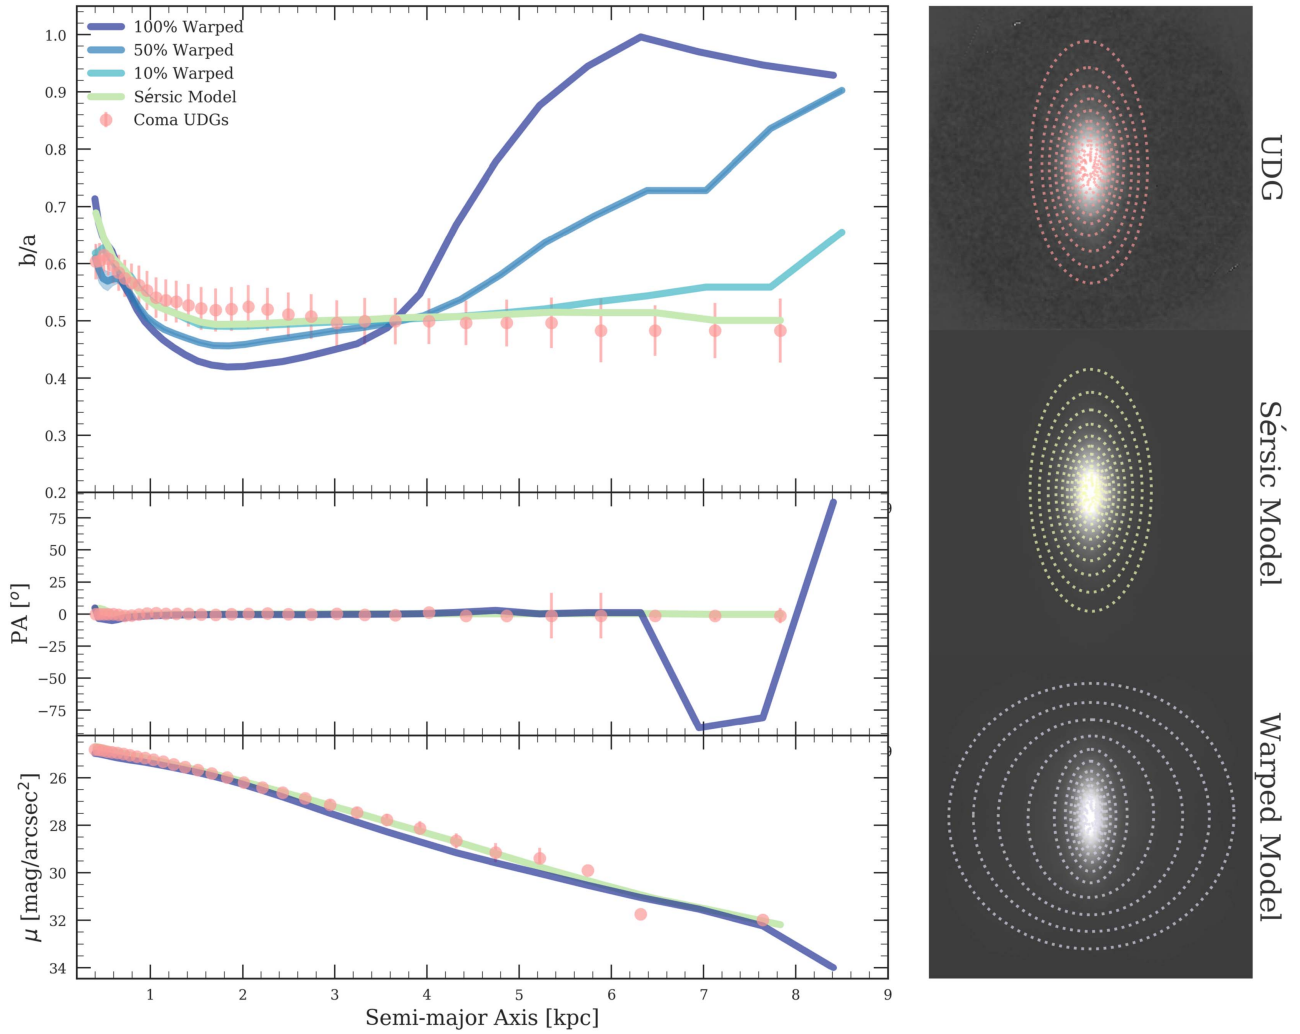 100% Warped
50% Warped
10% Warped
Sérsic Model
Coma UDGs
1.0
0.9
0.8
0.7
0.6
0.5
0.4
0.3
0.2
b/a
75
50
25
0
−25
−50
−75
PA [°]
26
28
30
32
34
μ [mag/arcsec²]
1 2 3 4 5 6 7 8 9
Semi-major Axis [kpc]
UDG
Sérsic Model
Warped Model